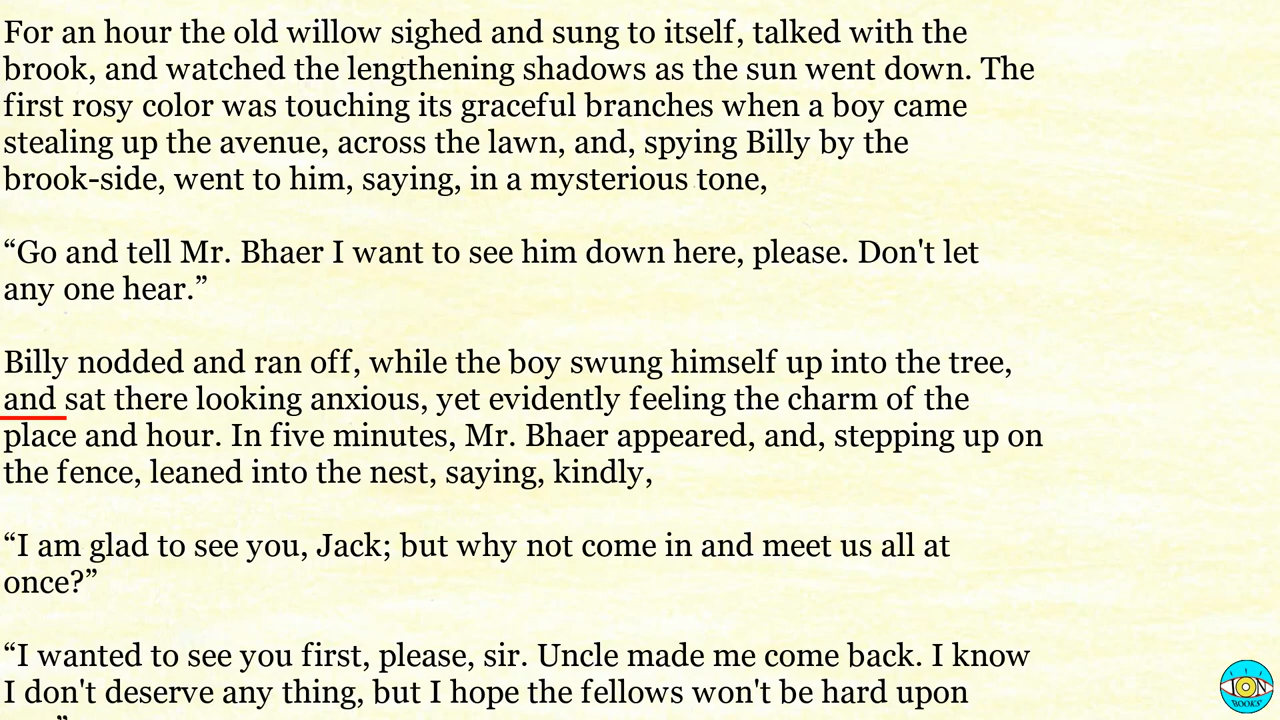 For an hour the old willow sighed and sung to itself, talked with the
brook, and watched the lengthening shadows as the sun went down. The
first rosy color was touching its graceful branches when a boy came
stealing up the avenue, across the lawn, and, spying Billy by the
brook-side, went to him, saying, in a mysterious tone,
“Go and tell Mr. Bhaer I want to see him down here, please. Don't let
any one hear.”
Billy nodded and ran off, while the boy swung himself up into the tree,
and sat there looking anxious, yet evidently feeling the charm of the
place and hour. In five minutes, Mr. Bhaer appeared, and, stepping up on
the fence, leaned into the nest, saying, kindly,
“I am glad to see you, Jack; but why not come in and meet us all at
once?”
“I wanted to see you first, please, sir. Uncle made me come back. I know
I don't deserve any thing, but I hope the fellows won't be hard upon
ION
BOOKS